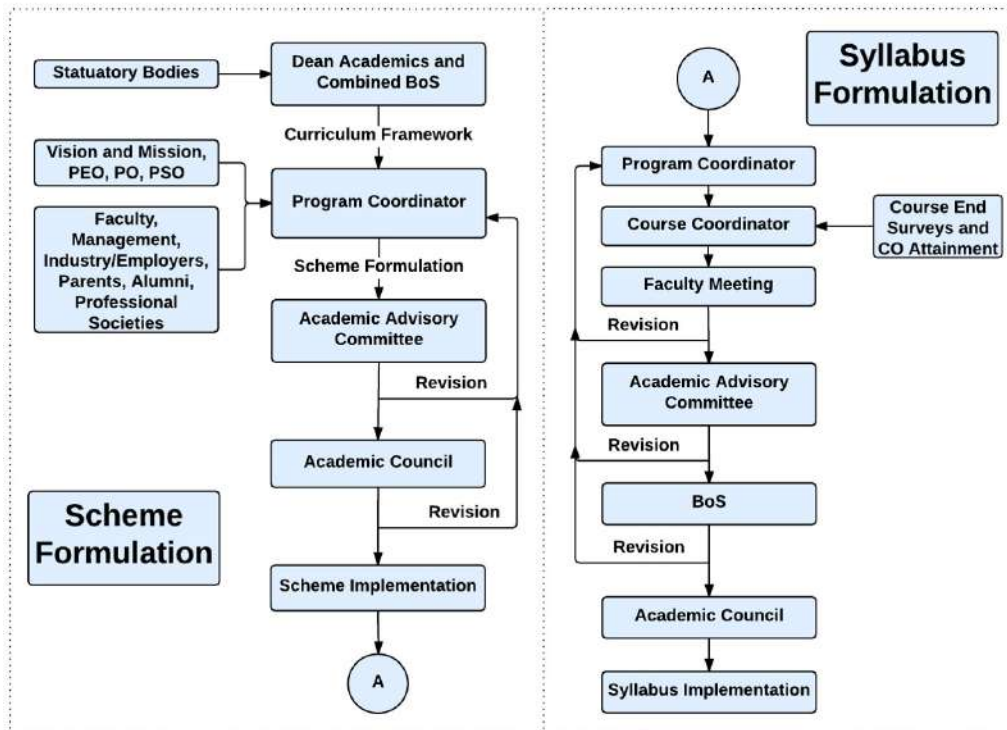 Statuatory Bodies
Dean Academics and
Combined BoS
Curriculum Framework
Vision and Mission,
PEO, PO, PSO
Program Coordinator
Faculty,
Management,
Industry/Employers,
Parents, Alumni,
Professional
Societies
Scheme Formulation
Academic Advisory
Committee
Revision
Academic Council
Revision
Scheme
Formulation
Scheme Implementation
A
Syllabus
Formulation
A
Program Coordinator
Course Coordinator
Course End
Surveys and
CO Attainment
Faculty Meeting
Revision
Academic Advisory
Committee
Revision
BoS
Revision
Academic Council
Syllabus Implementation